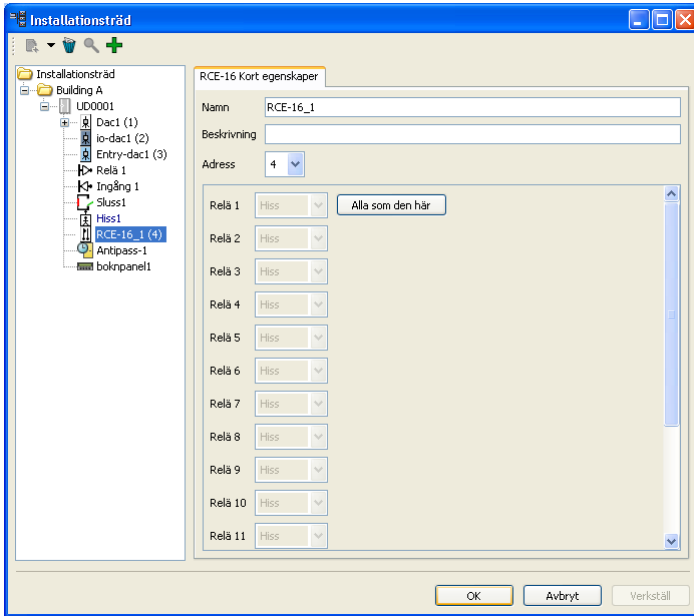 Installationsträd
Installationsträd
Building A
UD0001
Dac1 (1)
io-dac1 (2)
Entry-dac1 (3)
Relä 1
Ingång 1
Sluss1
Hiss1
RCE-16_1 (4)
Antipass-1
boknpanel1
RCE-16 Kort egenskaper
Namn RCE-16_1
Beskrivning
Adress 4
Relä 1 Hiss Alla som den här
Relä 2 Hiss
Relä 3 Hiss
Relä 4 Hiss
Relä 5 Hiss
Relä 6 Hiss
Relä 7 Hiss
Relä 8 Hiss
Relä 9 Hiss
Relä 10 Hiss
Relä 11 Hiss
OK Avbryt Verkställ